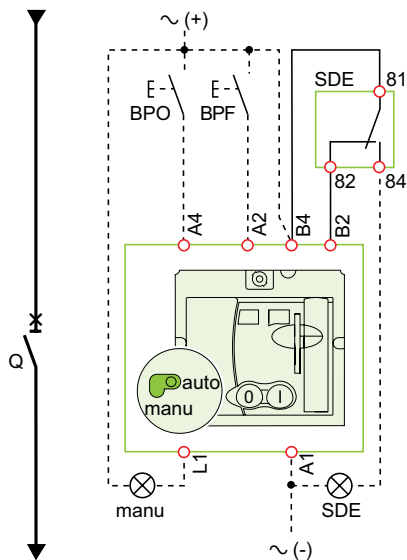 ∼ (+)
SDE
81
BPO
BPF
82
84
A4
A2
B4
B2
Q
auto
manu
0
I
L1
A1
manu
SDE
∼ (-)